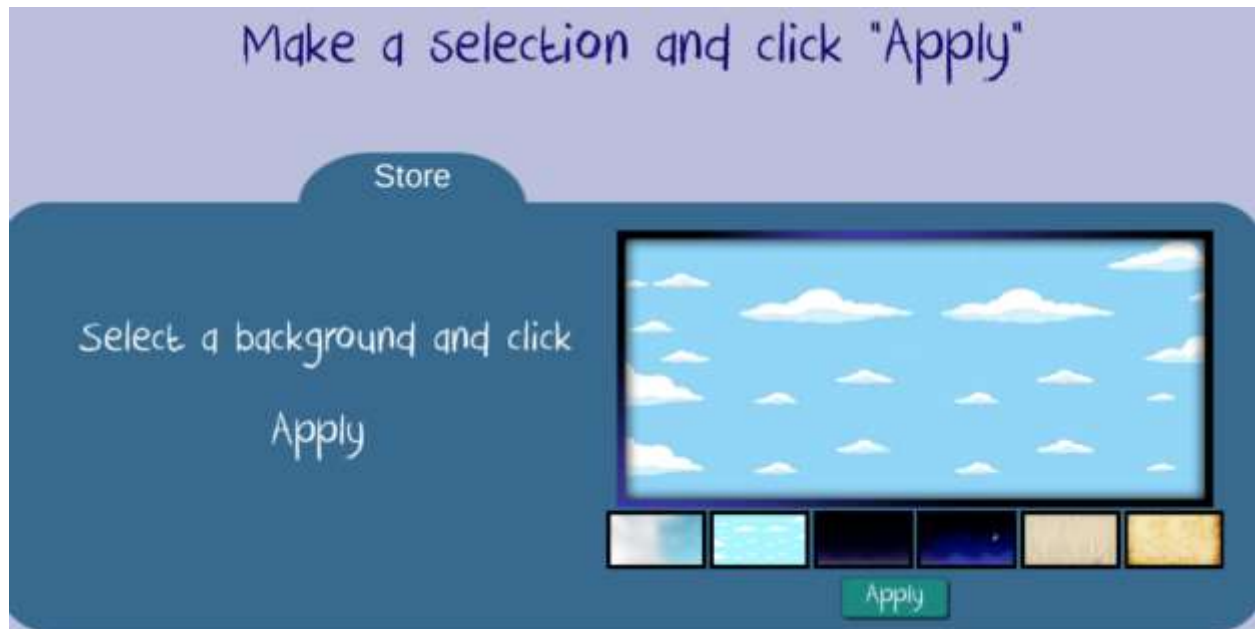 Make a selection and click "Apply"
Store
Select a background and click
Apply
Apply